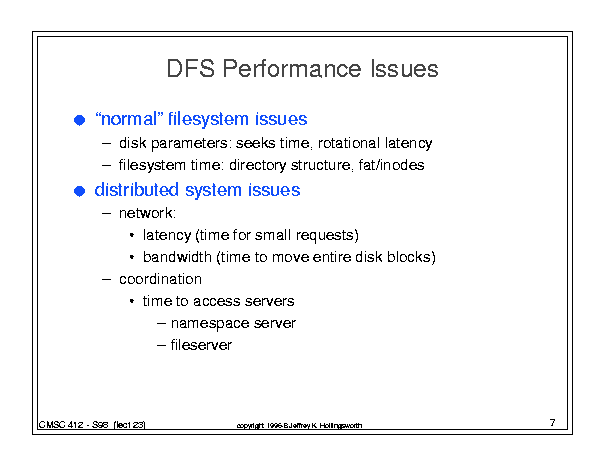 DFS Performance Issues
● “normal” filesystem issues
– disk parameters: seeks time, rotational latency
– filesystem time: directory structure, fat/inodes
● distributed system issues
– network:
• latency (time for small requests)
• bandwidth (time to move entire disk blocks)
– coordination
• time to access servers
– namespace server
– fileserver
CMSC 412 - S98 (lect 23)
copyright 1996-8 Jeffrey K. Hollingsworth
7